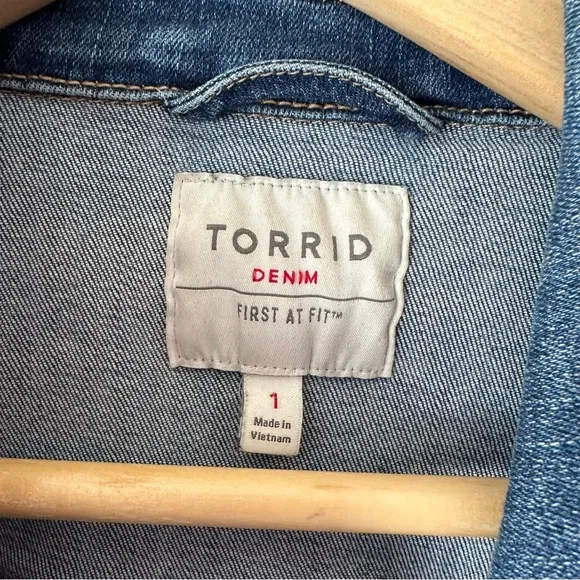 TORRID
DENIM
FIRST AT FIT™
1
Made in
Vietnam